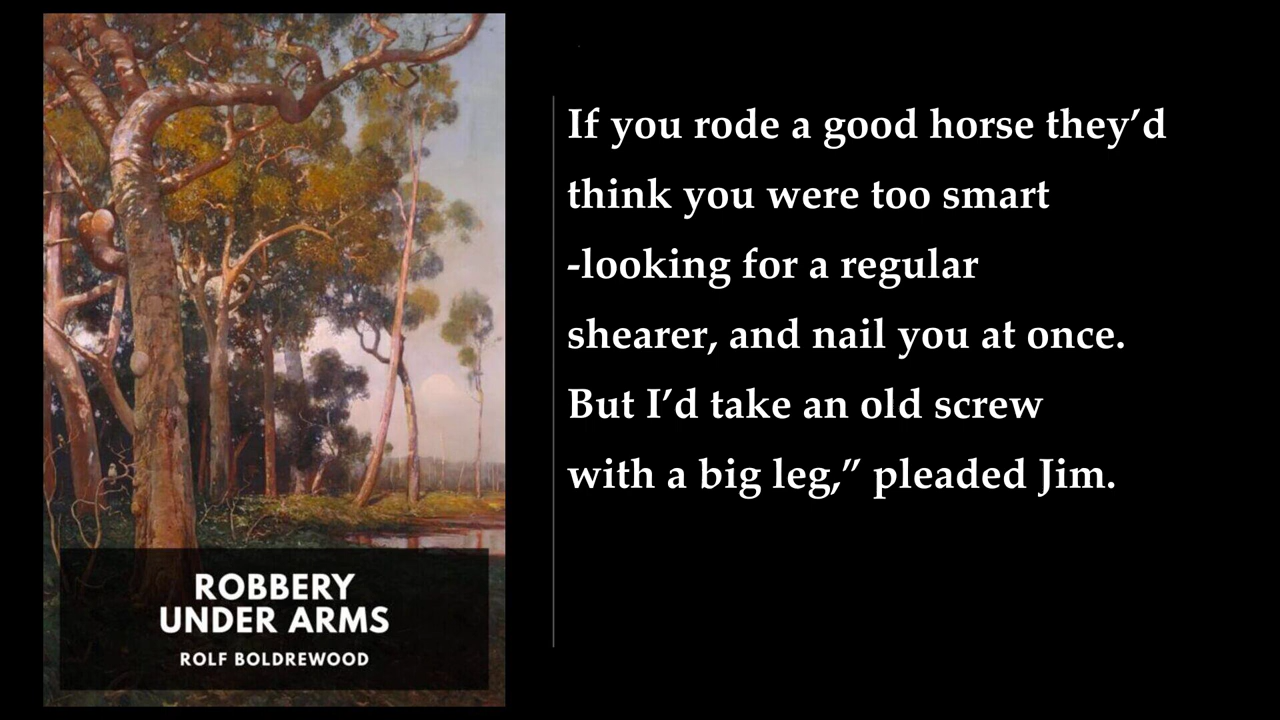 If you rode a good horse they’d
think you were too smart
-looking for a regular
shearer, and nail you at once.
But I’d take an old screw
with a big leg,” pleaded Jim.
ROBBERY
UNDER ARMS
ROLF BOLDREWOOD